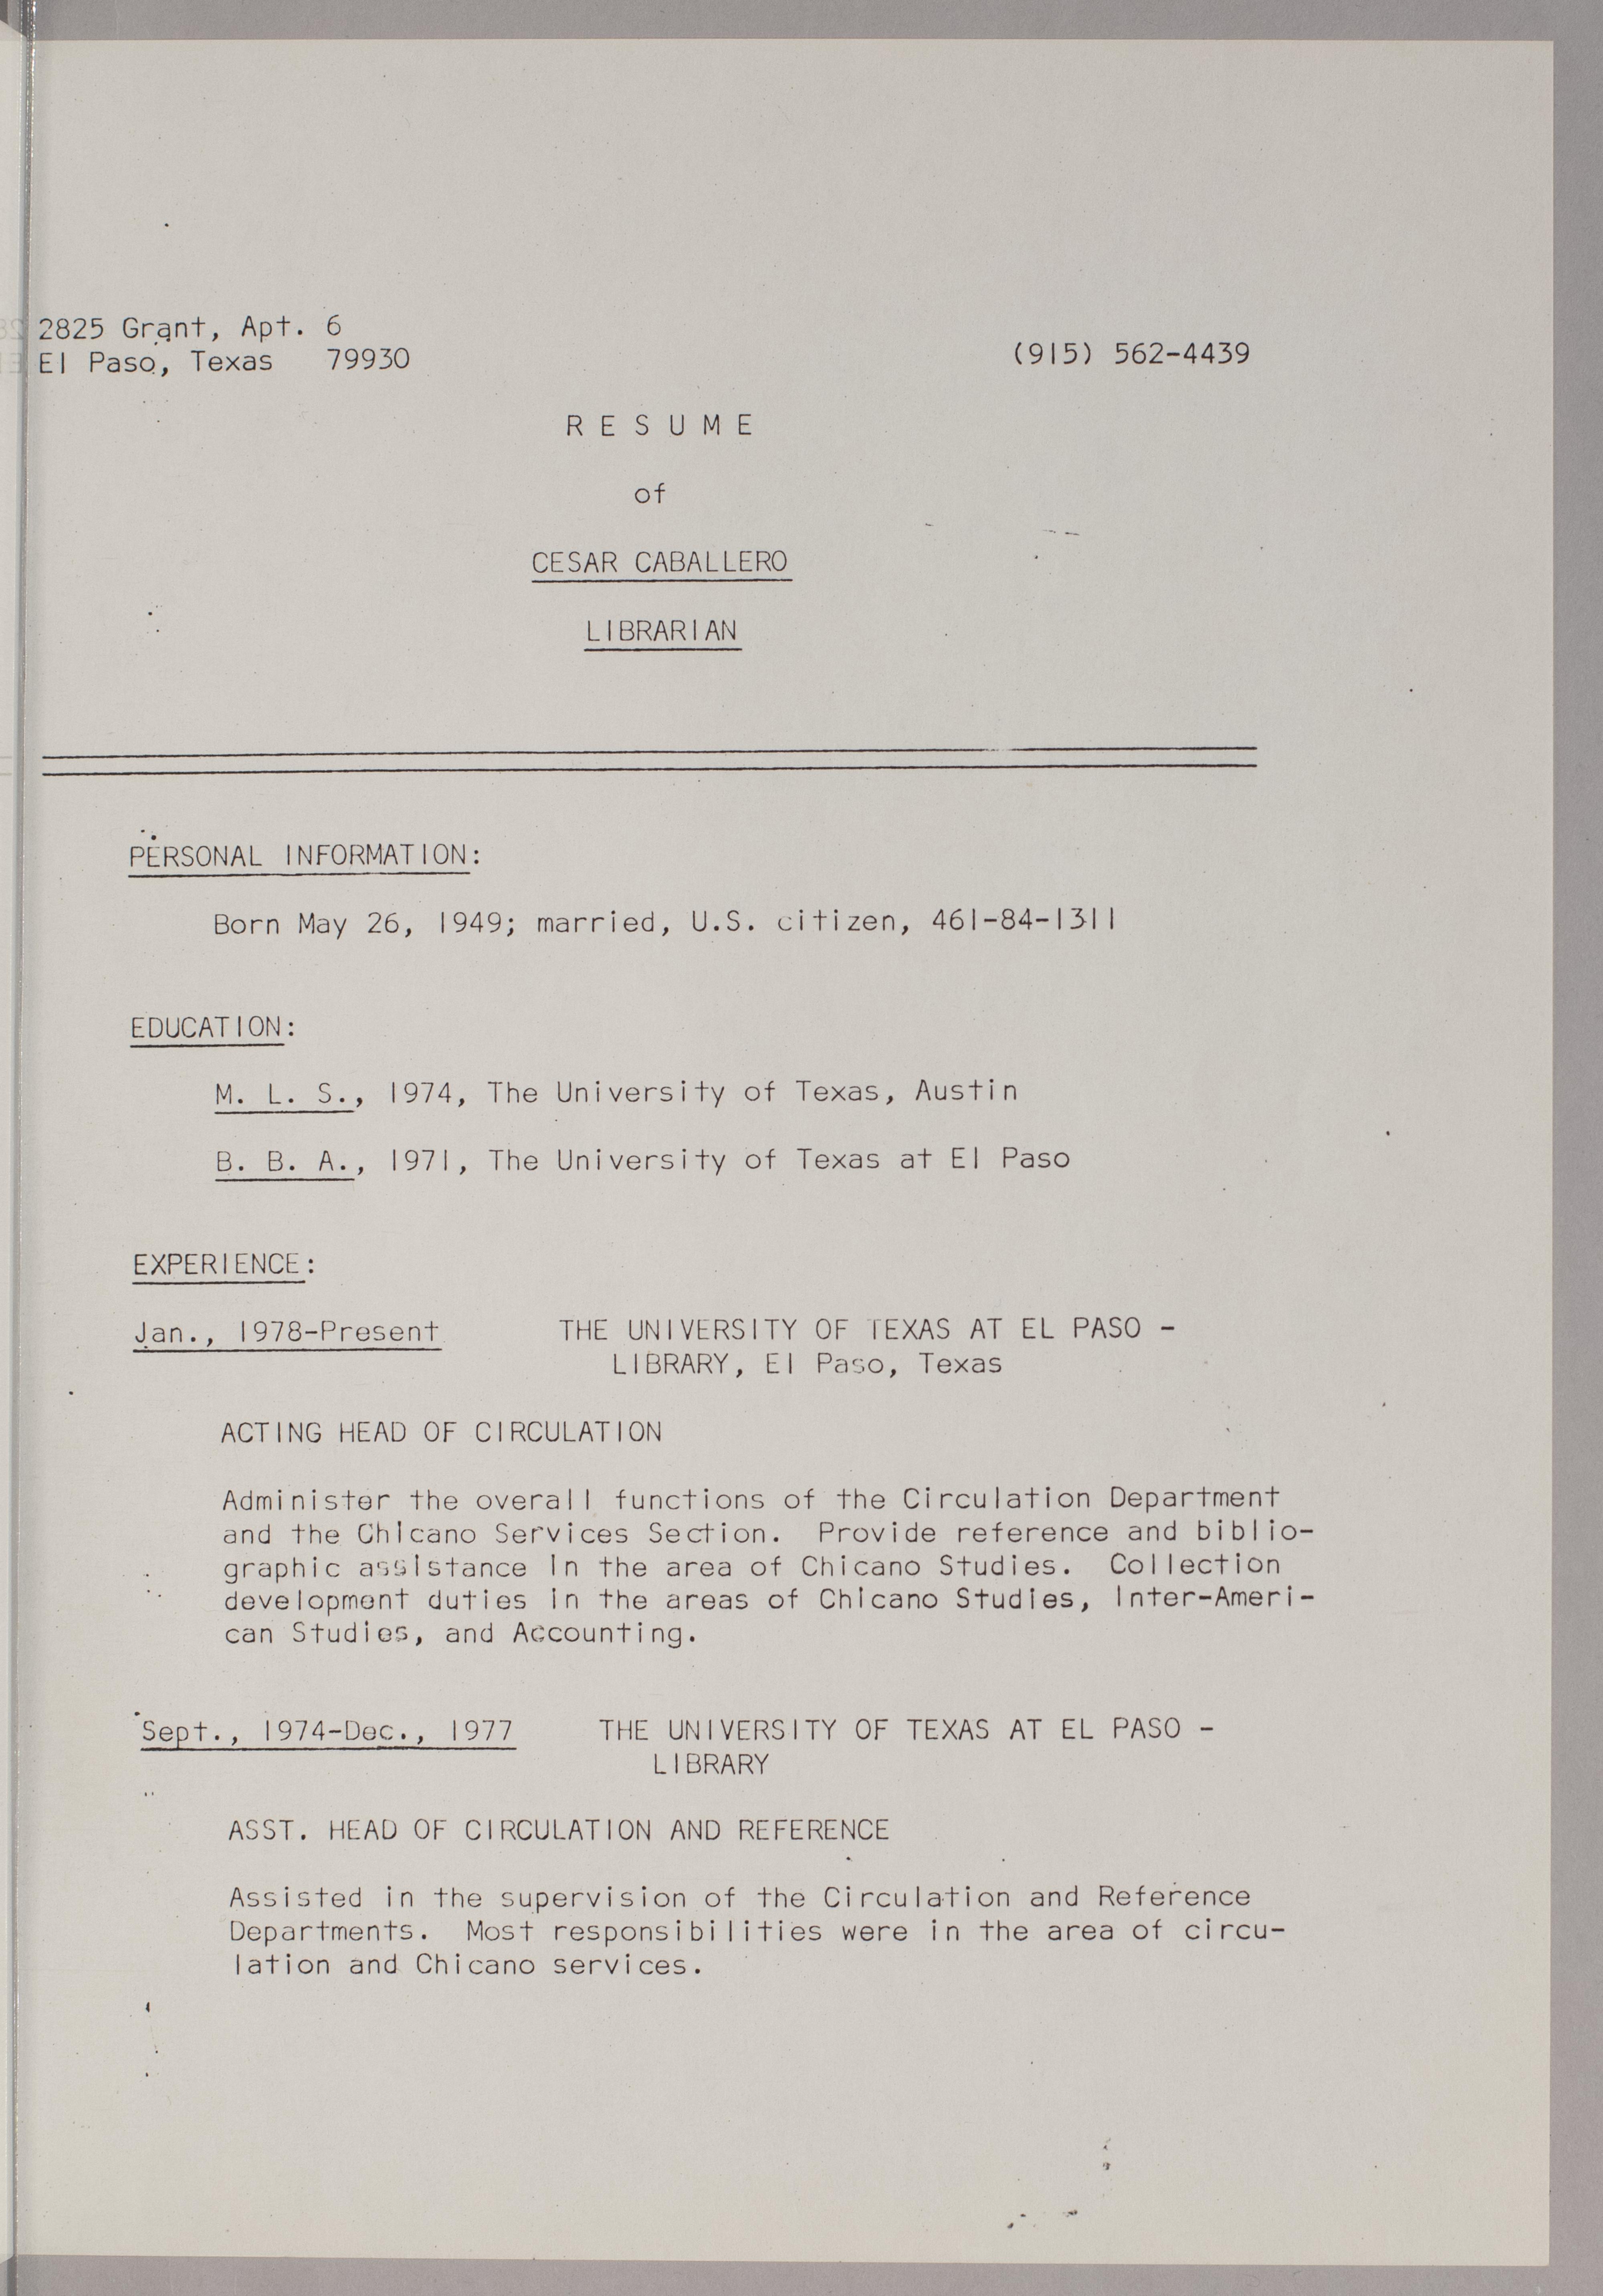 2825 Grant, Apt. 6
El Paso, Texas 79930
(915) 562-4439
R E S U M E
of
CESAR CABALLERO
LIBRARIAN
PERSONAL INFORMATION:
Born May 26, 1949; married, U.S. citizen, 461-84-1311
EDUCATION:
M. L. S., 1974, The University of Texas, Austin
B. B. A., 1971, The University of Texas at El Paso
EXPERIENCE:
Jan., 1978-Present THE UNIVERSITY OF TEXAS AT EL PASO -
LIBRARY, El Paso, Texas
ACTING HEAD OF CIRCULATION
Administer the overall functions of the Circulation Department
and the Chicano Services Section. Provide reference and biblio-
graphic assistance in the area of Chicano Studies. Collection
development duties in the areas of Chicano Studies, Inter-Ameri-
can Studies, and Accounting.
Sept., 1974-Dec., 1977 THE UNIVERSITY OF TEXAS AT EL PASO -
LIBRARY
ASST. HEAD OF CIRCULATION AND REFERENCE
Assisted in the supervision of the Circulation and Reference
Departments. Most responsibilities were in the area of circu-
lation and Chicano services.